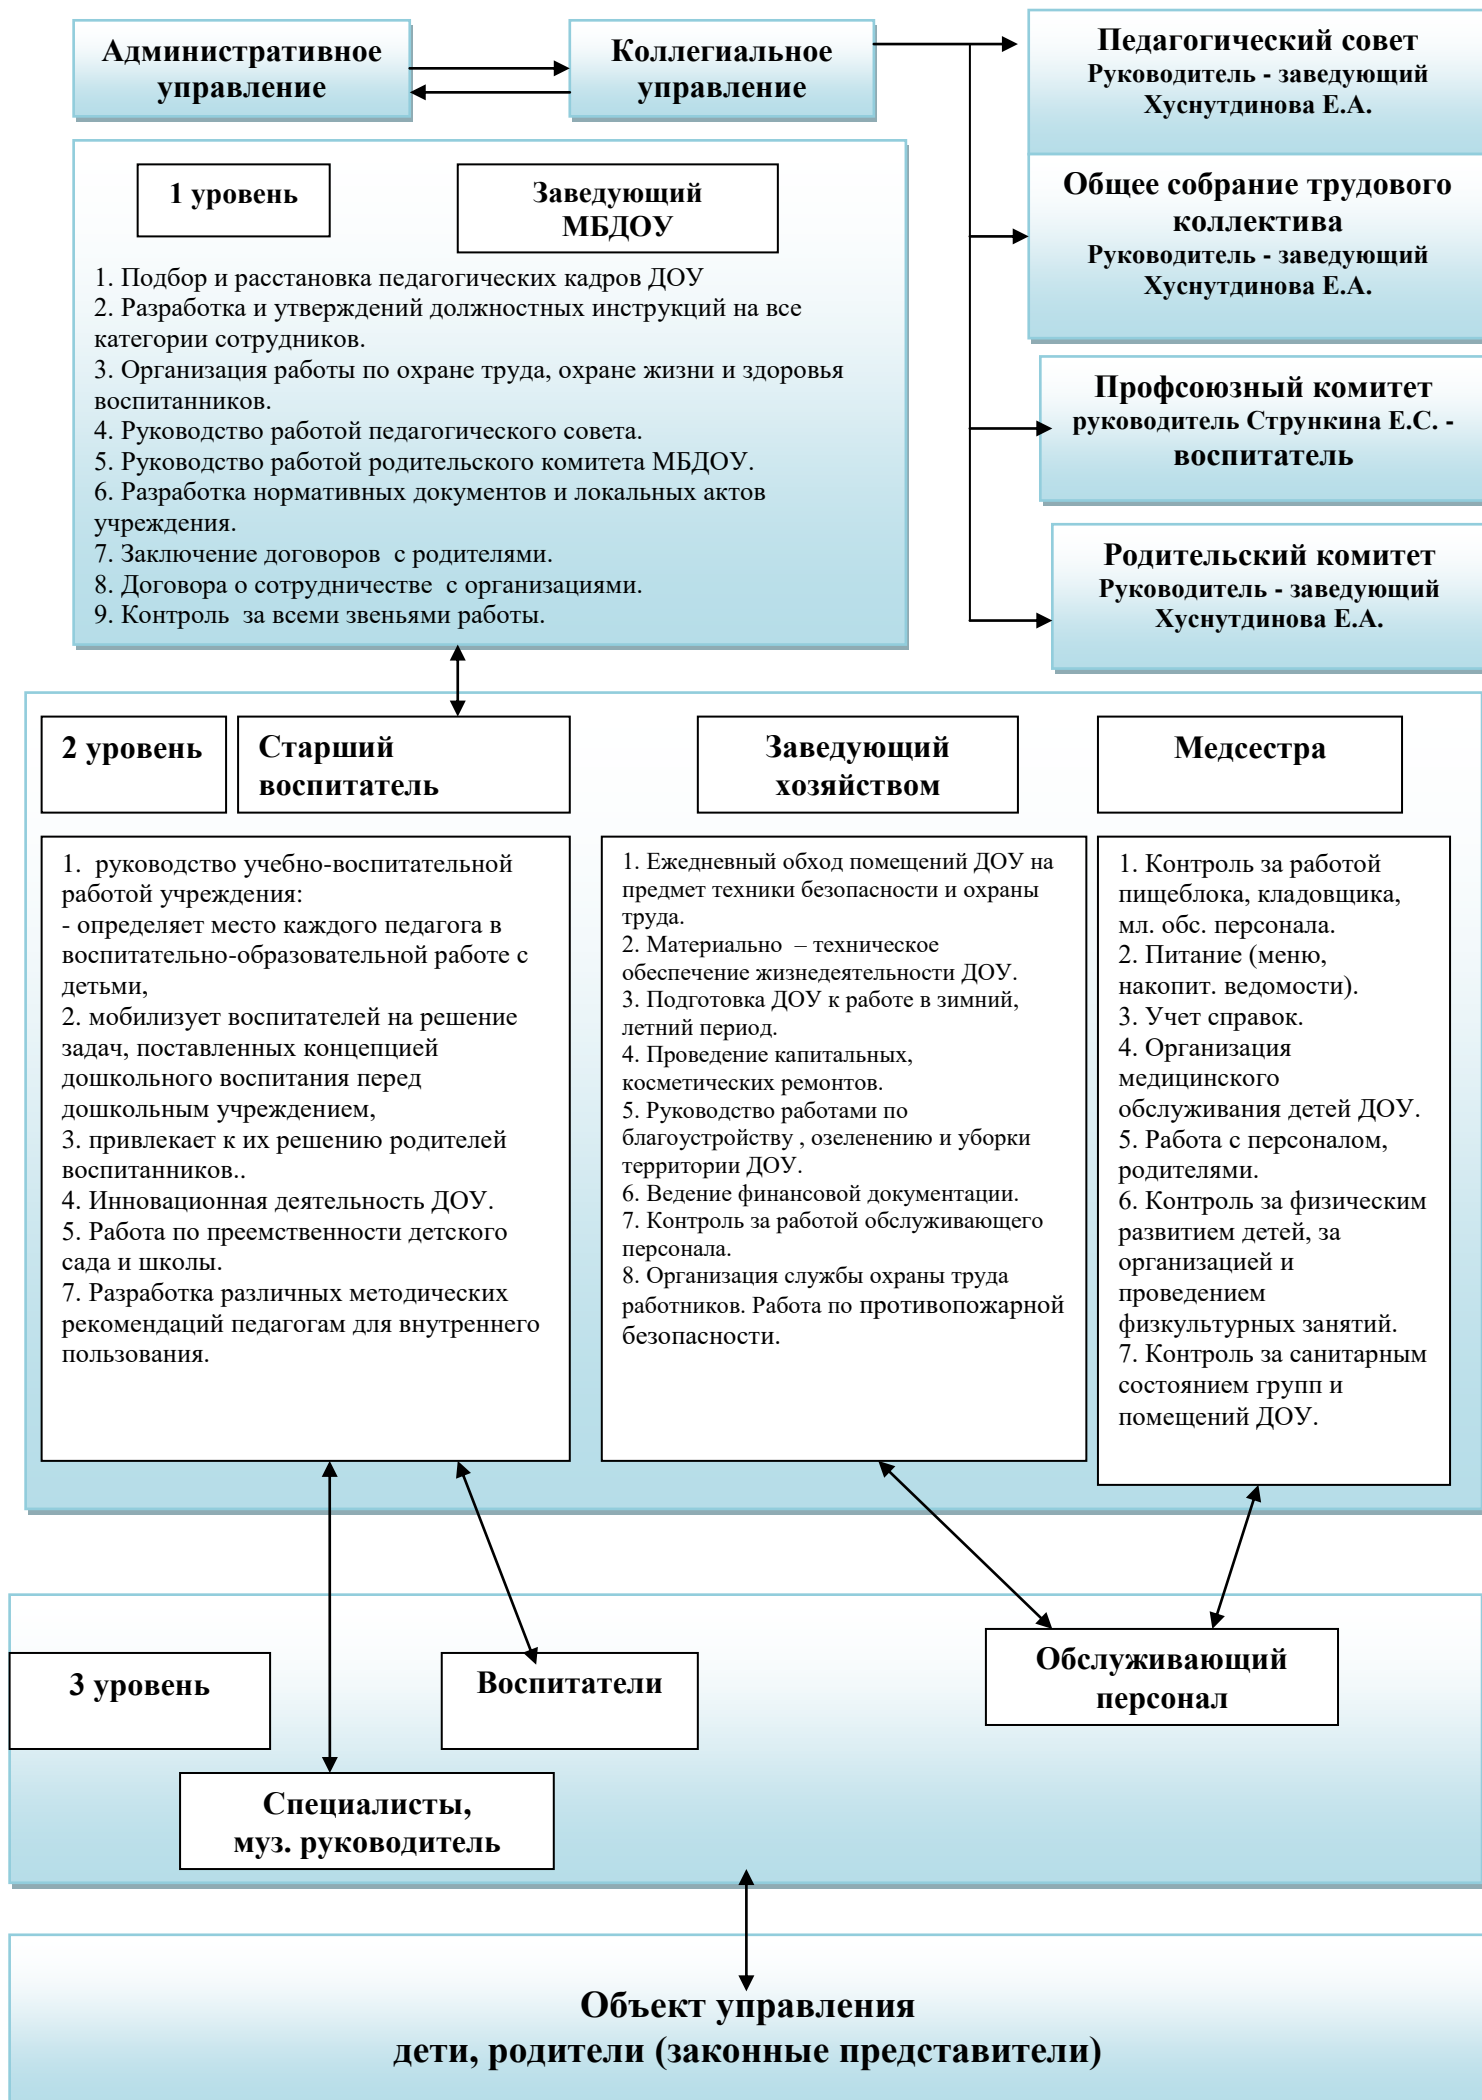 Административное
управление
Коллегиальное
управление
Педагогический совет
Руководитель - заведующий
Хуснутдинова Е.А.
Общее собрание трудового
коллектива
Руководитель - заведующий
Хуснутдинова Е.А.
Профсоюзный комитет
руководитель Стрункина Е.С. -
воспитатель
Родительский комитет
Руководитель - заведующий
Хуснутдинова Е.А.
1 уровень
Заведующий
МБДОУ
1. Подбор и расстановка педагогических кадров ДОУ
2. Разработка и утверждений должностных инструкций на все
категории сотрудников.
3. Организация работы по охране труда, охране жизни и здоровья
воспитанников.
4. Руководство работой педагогического совета.
5. Руководство работой родительского комитета МБДОУ.
6. Разработка нормативных документов и локальных актов
учреждения.
7. Заключение договоров с родителями.
8. Договора о сотрудничестве с организациями.
9. Контроль за всеми звеньями работы.
2 уровень
Старший
воспитатель
Заведующий
хозяйством
Медсестра
1. руководство учебно-воспитательной
работой учреждения:
- определяет место каждого педагога в
воспитательно-образовательной работе с
детьми,
2. мобилизует воспитателей на решение
задач, поставленных концепцией
дошкольного воспитания перед
дошкольным учреждением,
3. привлекает к их решению родителей
воспитанников..
4. Инновационная деятельность ДОУ.
5. Работа по преемственности детского
сада и школы.
7. Разработка различных методических
рекомендаций педагогам для внутреннего
пользования.
1. Ежедневный обход помещений ДОУ на
предмет техники безопасности и охраны
труда.
2. Материально – техническое
обеспечение жизнедеятельности ДОУ.
3. Подготовка ДОУ к работе в зимний,
летний период.
4. Проведение капитальных,
косметических ремонтов.
5. Руководство работами по
благоустройству , озеленению и уборки
территории ДОУ.
6. Ведение финансовой документации.
7. Контроль за работой обслуживающего
персонала.
8. Организация службы охраны труда
работников. Работа по противопожарной
безопасности.
1. Контроль за работой
пищеблока, кладовщика,
мл. обс. персонала.
2. Питание (меню,
накопит. ведомости).
3. Учет справок.
4. Организация
медицинского
обслуживания детей ДОУ.
5. Работа с персоналом,
родителями.
6. Контроль за физическим
развитием детей, за
организацией и
проведением
физкультурных занятий.
7. Контроль за санитарным
состоянием групп и
помещений ДОУ.
3 уровень
Воспитатели
Обслуживающий
персонал
Специалисты,
муз. руководитель
Объект управления
дети, родители (законные представители)